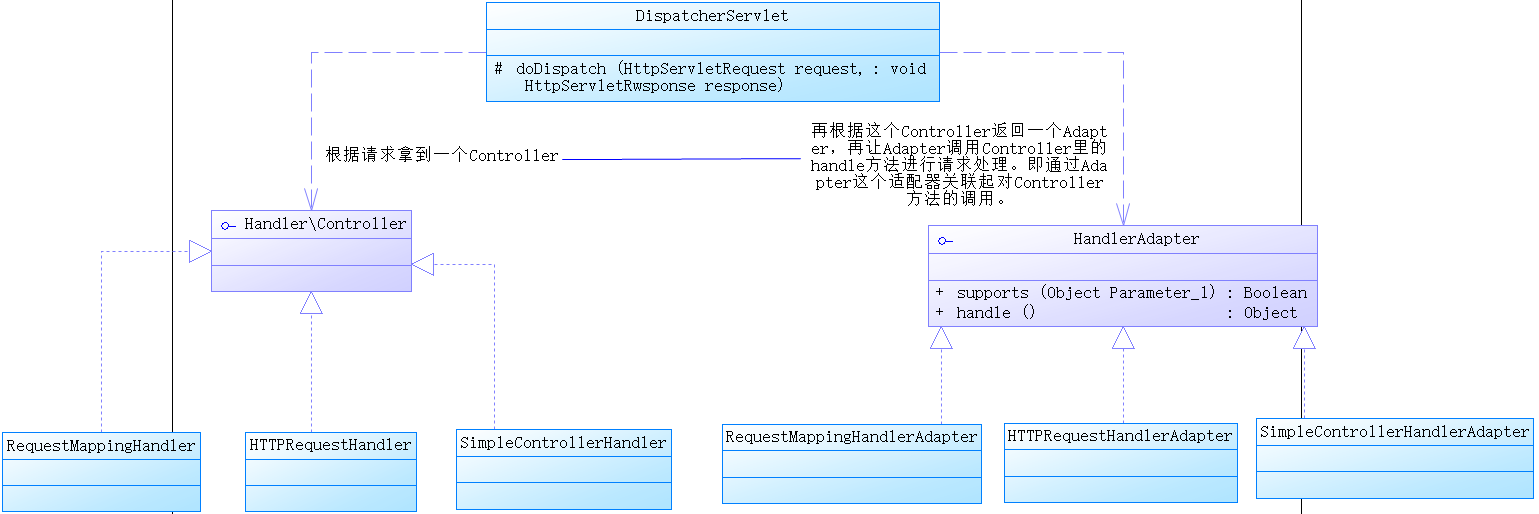 DispatcherServlet
# doDispatch (HttpServletRequest request, : void
HttpServletRwsponse response)
根据请求拿到一个Controller
再根据这个Controller返回一个Adapt
er，再让Adapter调用Controller里的
handle方法进行请求处理。即通过Ada
pter这个适配器关联起对Controller
方法的调用。
Handler\Controller
HandlerAdapter
+ supports (Object Parameter_1) : Boolean
+ handle () : Object
RequestMappingHandler
HTTPRequestHandler
SimpleControllerHandler
RequestMappingHandlerAdapter
HTTPRequestHandlerAdapter
SimpleControllerHandlerAdapter